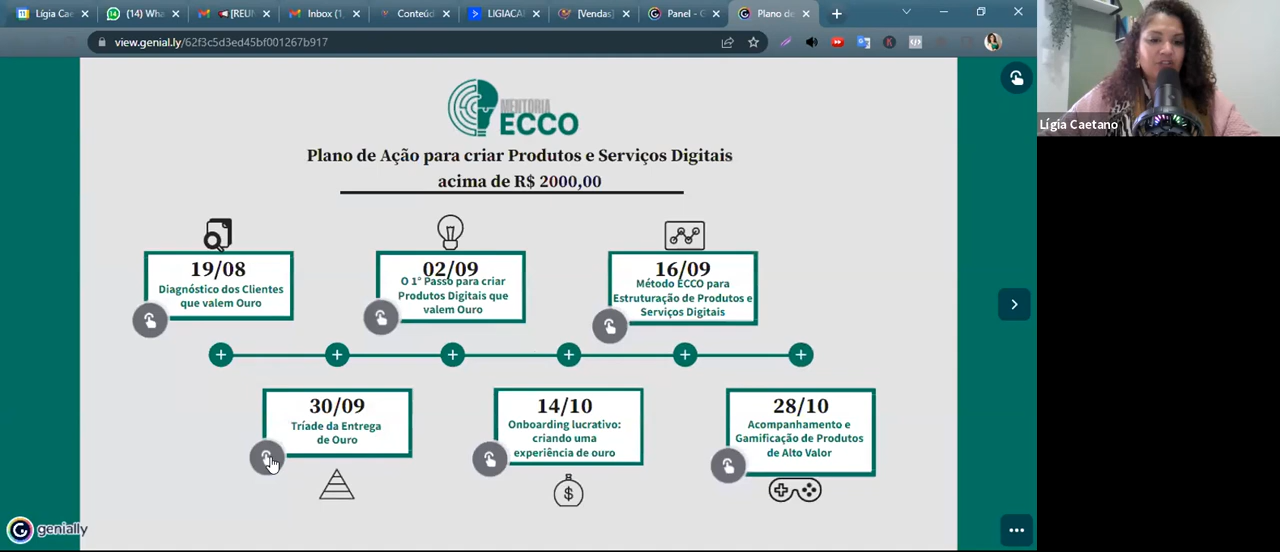 Lígia Cae
(14) Wha
[REUN
Inbox (1,
Conteúd
LIGIACAE
[Vendas]
Panel - G
Plano de
view.genial.ly/62f3c5d3ed45bf001267b917
Lígia Caetano
MENTORIA
ECCO
Plano de Ação para criar Produtos e Serviços Digitais
acima de R$ 2000,00
19/08
Diagnóstico dos Clientes
que valem Ouro
02/09
O 1° Passo para criar
Produtos Digitais que
valem Ouro
16/09
Método ECCO para
Estruturação de Produtos e
Serviços Digitais
30/09
Tríade da Entrega
de Ouro
14/10
Onboarding lucrativo:
criando uma
experiência de ouro
28/10
Acompanhamento e
Gamificação de Produtos
de Alto Valor
genially